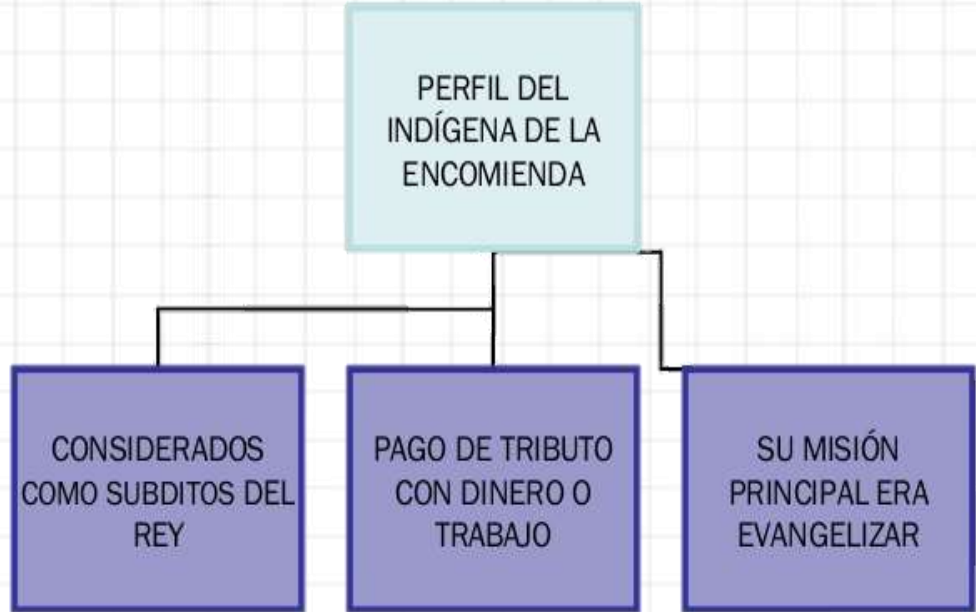 PERFIL DEL
INDÍGENA DE LA
ENCOMIENDA
CONSIDERADOS
COMO SUBDITOS DEL
REY
PAGO DE TRIBUTO
CON DINERO O
TRABAJO
SU MISIÓN
PRINCIPAL ERA
EVANGELIZAR